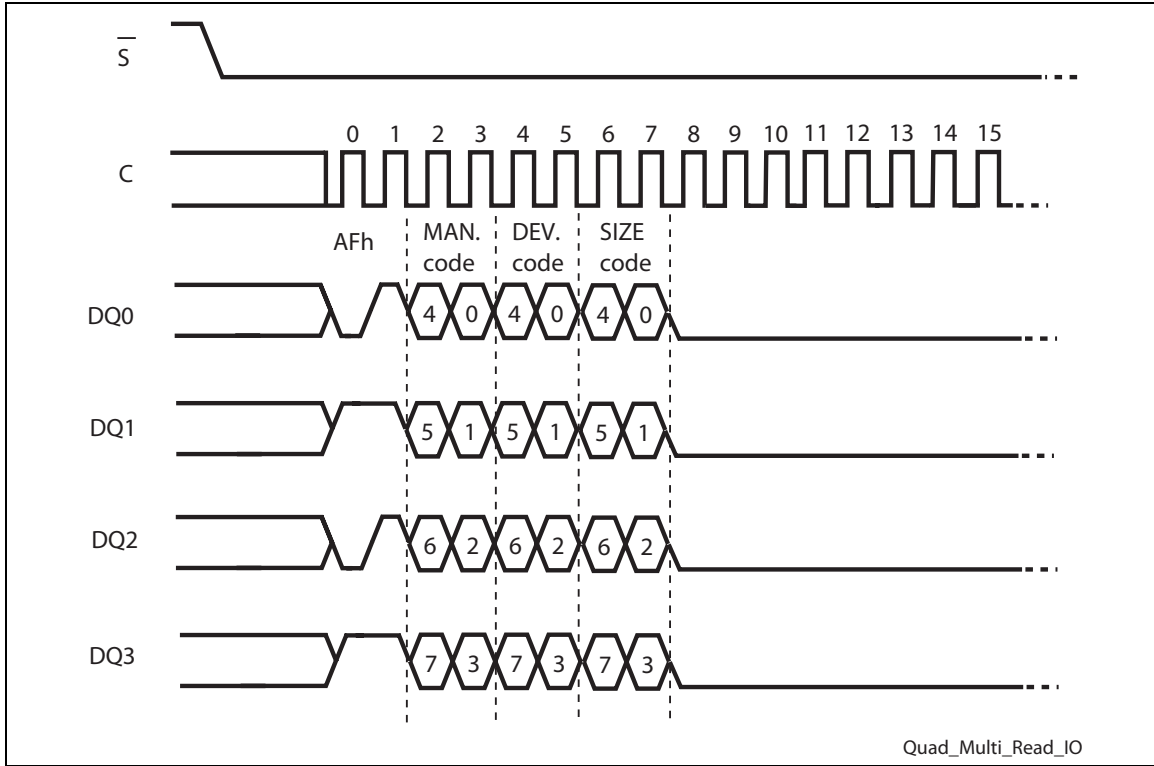 S
C
0 1 2 3 4 5 6 7 8 9 10 11 12 13 14 15
AFh
MAN. code
DEV. code
SIZE code
DQ0
4 0 4 0 4 0
DQ1
5 1 5 1 5 1
DQ2
6 2 6 2 6 2
DQ3
7 3 7 3 7 3
Quad_Multi_Read_IO